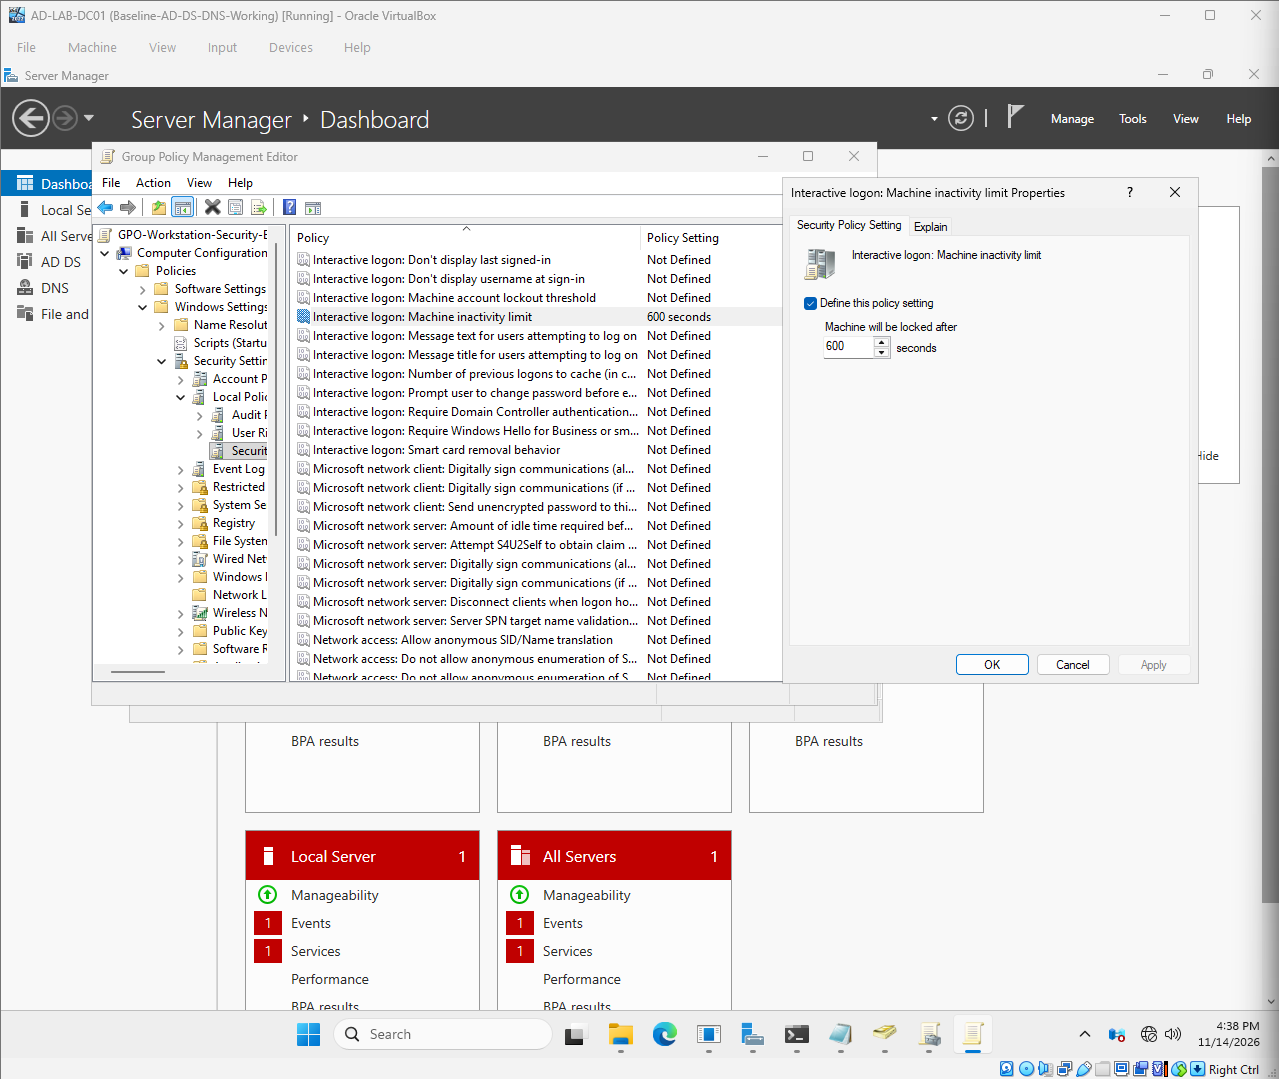 AD-LAB-DC01 (Baseline-AD-DS-DNS-Working) [Running] - Oracle VirtualBox
File Machine View Input Devices Help
Server Manager
Server Manager • Dashboard
Manage Tools View Help
Dashboa
Local Se
All Serve
AD DS
DNS
File and
Group Policy Management Editor
File Action View Help
GPO-Workstation-Security-B
Computer Configuration
Policies
Software Settings
Windows Settings
Name Resolut
Scripts (Startu
Security Settin
Account P
Local Polic
Audit P
User Ri
Securit
Event Log
Restricted
System Se
Registry
File System
Wired Net
Windows
Network L
Wireless N
Public Key
Software R
Policy Policy Setting
Interactive logon: Don't display last signed-in Not Defined
Interactive logon: Don't display username at sign-in Not Defined
Interactive logon: Machine account lockout threshold Not Defined
Interactive logon: Machine inactivity limit 600 seconds
Interactive logon: Message text for users attempting to log on Not Defined
Interactive logon: Message title for users attempting to log on Not Defined
Interactive logon: Number of previous logons to cache (in c... Not Defined
Interactive logon: Prompt user to change password before e... Not Defined
Interactive logon: Require Domain Controller authentication... Not Defined
Interactive logon: Require Windows Hello for Business or sm... Not Defined
Interactive logon: Smart card removal behavior Not Defined
Microsoft network client: Digitally sign communications (al... Not Defined
Microsoft network client: Digitally sign communications (if ... Not Defined
Microsoft network client: Send unencrypted password to thi... Not Defined
Microsoft network server: Amount of idle time required bef... Not Defined
Microsoft network server: Attempt S4U2Self to obtain claim ... Not Defined
Microsoft network server: Digitally sign communications (al... Not Defined
Microsoft network server: Digitally sign communications (if ... Not Defined
Microsoft network server: Disconnect clients when logon ho... Not Defined
Microsoft network server: Server SPN target name validation... Not Defined
Network access: Allow anonymous SID/Name translation Not Defined
Network access: Do not allow anonymous enumeration of S... Not Defined
Network access: Do not allow anonymous enumeration of S... Not Defined
Interactive logon: Machine inactivity limit Properties ?
Security Policy Setting Explain
Interactive logon: Machine inactivity limit
Define this policy setting
Machine will be locked after
600 seconds
OK Cancel Apply
Hide
BPA results BPA results BPA results
Local Server 1
Manageability
1 Events
1 Services
Performance
BPA results
All Servers 1
Manageability
1 Events
1 Services
Performance
BPA results
Search
4:38 PM
11/14/2026
Right Ctrl